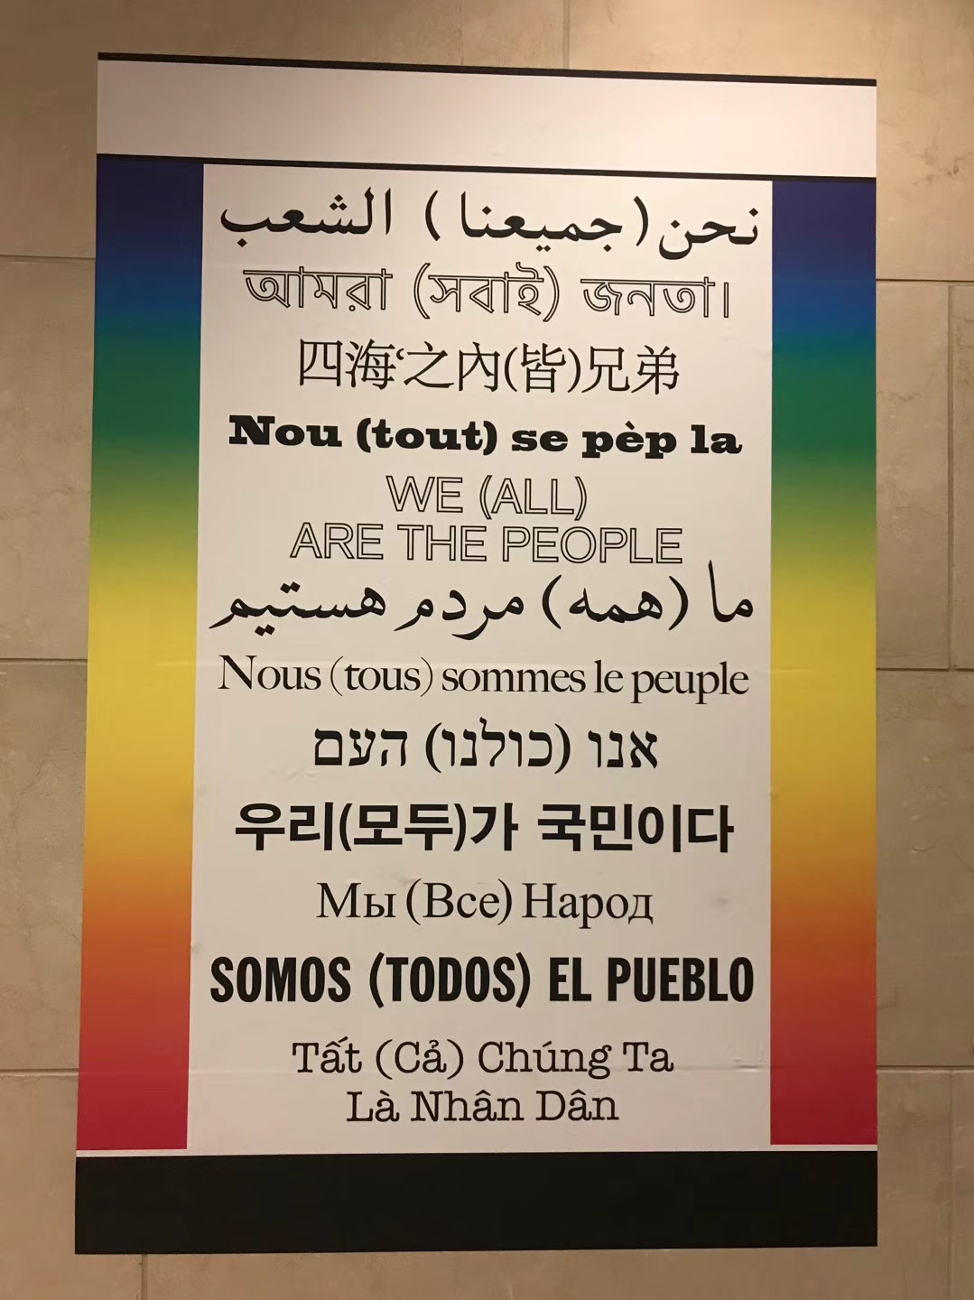 نحن (جميعنا) الشعب
আমরা (সবাই) জনতা।
四海‘之內(皆)兄弟
Nou (tout) se pèp la
WE (ALL)
ARE THE PEOPLE
ما (همه) مردم هستیم
Nous (tous) sommes le peuple
אנו (כולנו) העם
우리(모두)가 국민이다
Мы (Все) Народ
SOMOS (TODOS) EL PUEBLO
Tất (Cả) Chúng Ta
Là Nhân Dân